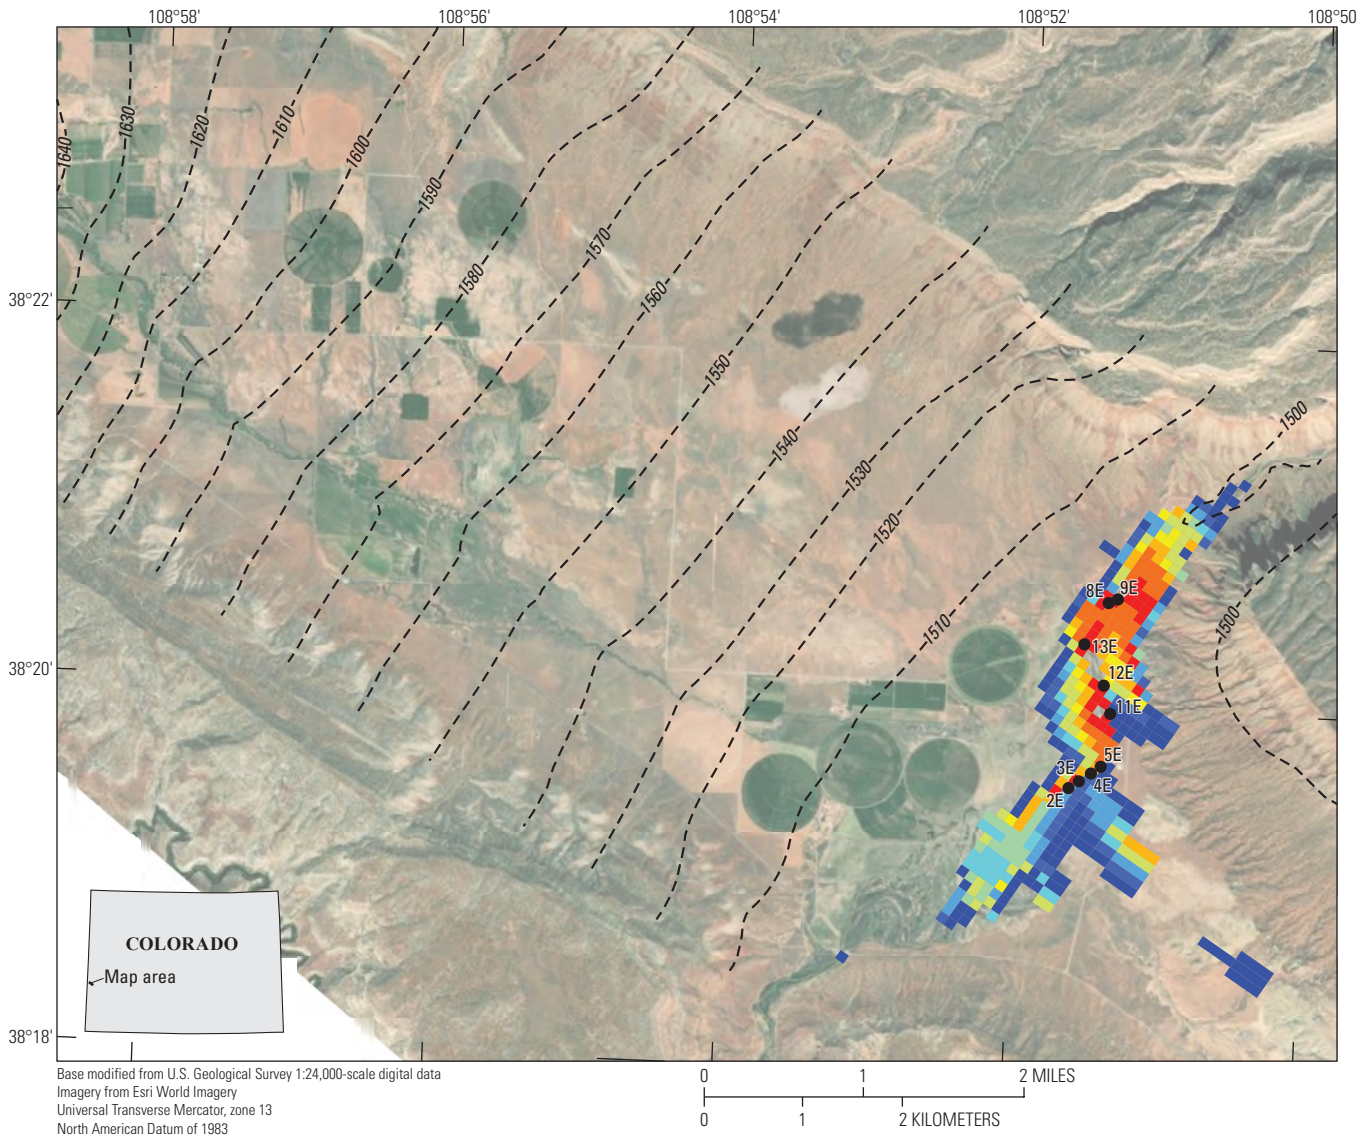 108°58' 108°56' 108°54' 108°52' 108°50'
1640
1630
1620
1610
1600
1590
1580
1570
1560
1550
1540
1530
1520
1510
1500
1500
38°22'
38°20'
38°18'
8E 9E
13E
12E
11E
5E
3E
4E
2E
COLORADO
Map area
Base modified from U.S. Geological Survey 1:24,000-scale digital data
Imagery from Esri World Imagery
Universal Transverse Mercator, zone 13
North American Datum of 1983
0 1 2 MILES
0 1 2 KILOMETERS